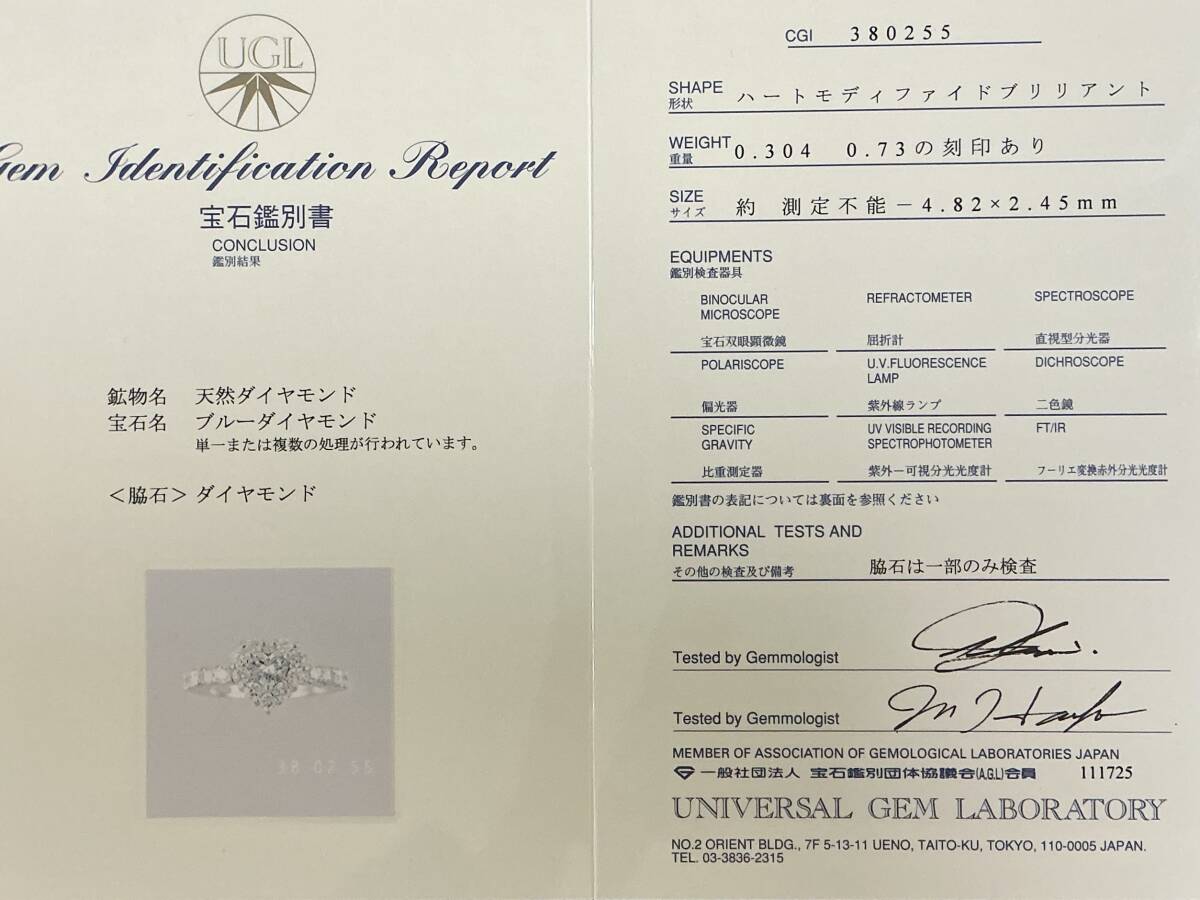 UGL
Gem Identification Report
宝石鑑別書
CONCLUSION
鑑別結果
鉱物名 天然ダイヤモンド
宝石名 ブルーダイヤモンド
単一または複数の処理が行われています。
＜脇石＞ ダイヤモンド
38 02 55
CGI 380255
SHAPE ハートモディファイドブリリアント
形状
WEIGHT 0.304 0.73の刻印あり
重量
SIZE 約 測定不能－4.82×2.45mm
サイズ
EQUIPMENTS
鑑別検査器具
BINOCULAR MICROSCOPE REFRACTOMETER SPECTROSCOPE
宝石双眼顕微鏡 屈折計 直視型分光器
POLARISCOPE U.V.FLUORESCENCE LAMP DICHROSCOPE
偏光器 紫外線ランプ 二色鏡
SPECIFIC GRAVITY UV VISIBLE RECORDING SPECTROPHOTOMETER FT/IR
比重測定器 紫外－可視分光光度計 フーリエ変換赤外分光光度計
鑑別書の表記については裏面を参照ください
ADDITIONAL TESTS AND
REMARKS
その他の検査及び備考 脇石は一部のみ検査
Tested by Gemmologist
Tested by Gemmologist
MEMBER OF ASSOCIATION OF GEMOLOGICAL LABORATORIES JAPAN
一般社団法人 宝石鑑別団体協議会(A.G.L)会員 111725
UNIVERSAL GEM LABORATORY
NO.2 ORIENT BLDG., 7F 5-13-11 UENO, TAITO-KU, TOKYO, 110-0005 JAPAN.
TEL. 03-3836-2315